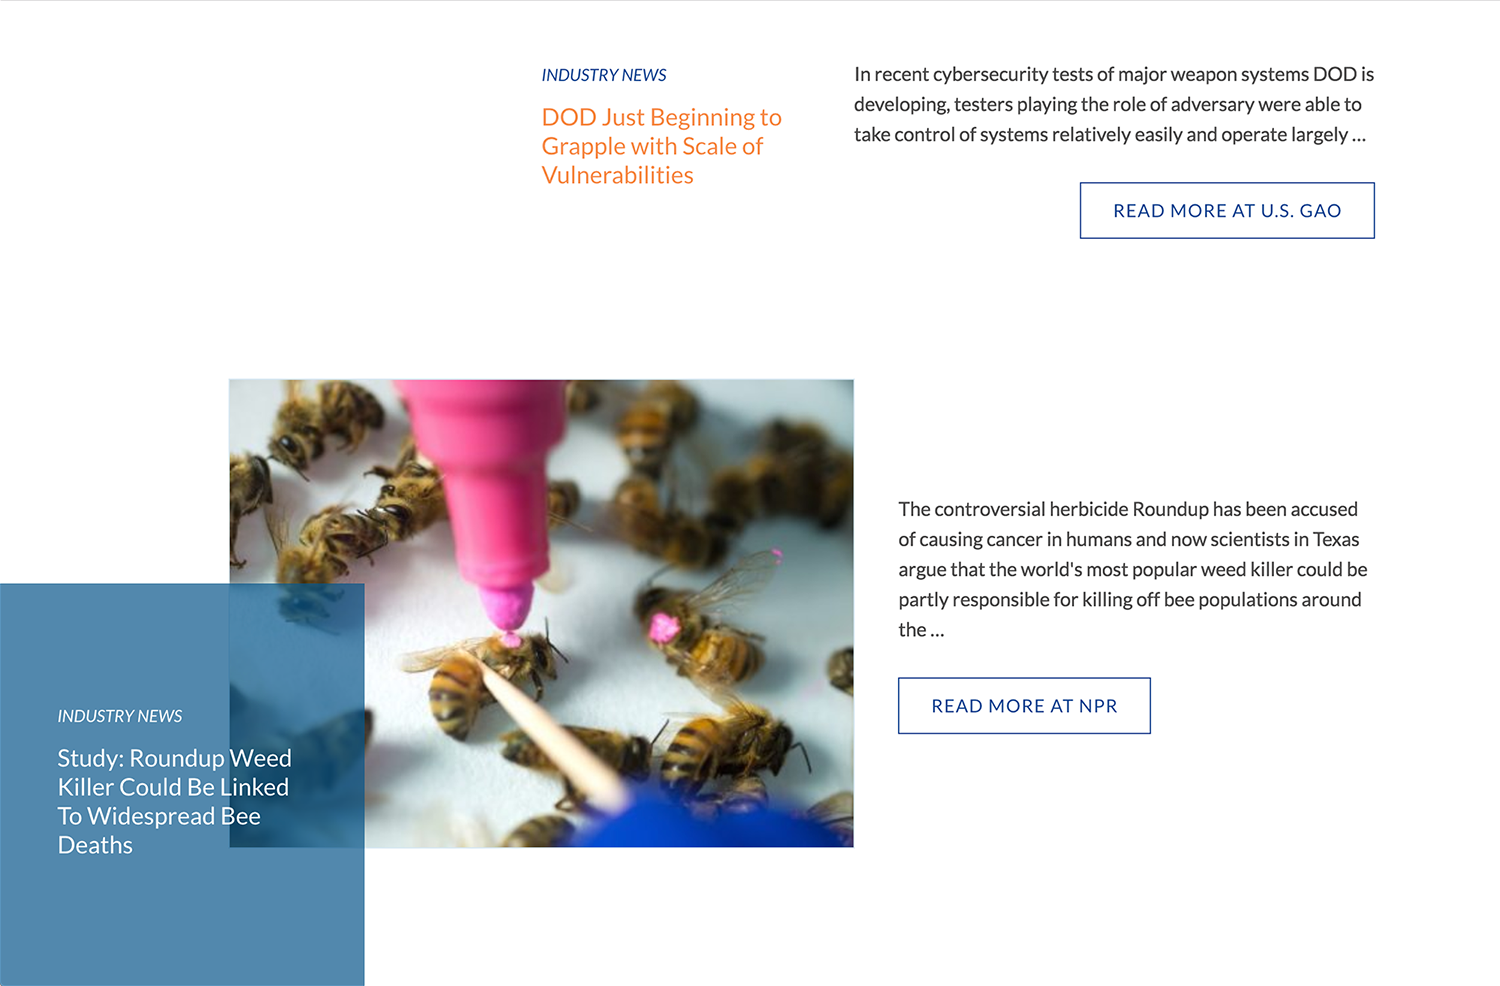 INDUSTRY NEWS
DOD Just Beginning to
Grapple with Scale of
Vulnerabilities
In recent cybersecurity tests of major weapon systems DOD is
developing, testers playing the role of adversary were able to
take control of systems relatively easily and operate largely ...
READ MORE AT U.S. GAO
INDUSTRY NEWS
Study: Roundup Weed
Killer Could Be Linked
To Widespread Bee
Deaths
The controversial herbicide Roundup has been accused
of causing cancer in humans and now scientists in Texas
argue that the world's most popular weed killer could be
partly responsible for killing off bee populations around
the ...
READ MORE AT NPR